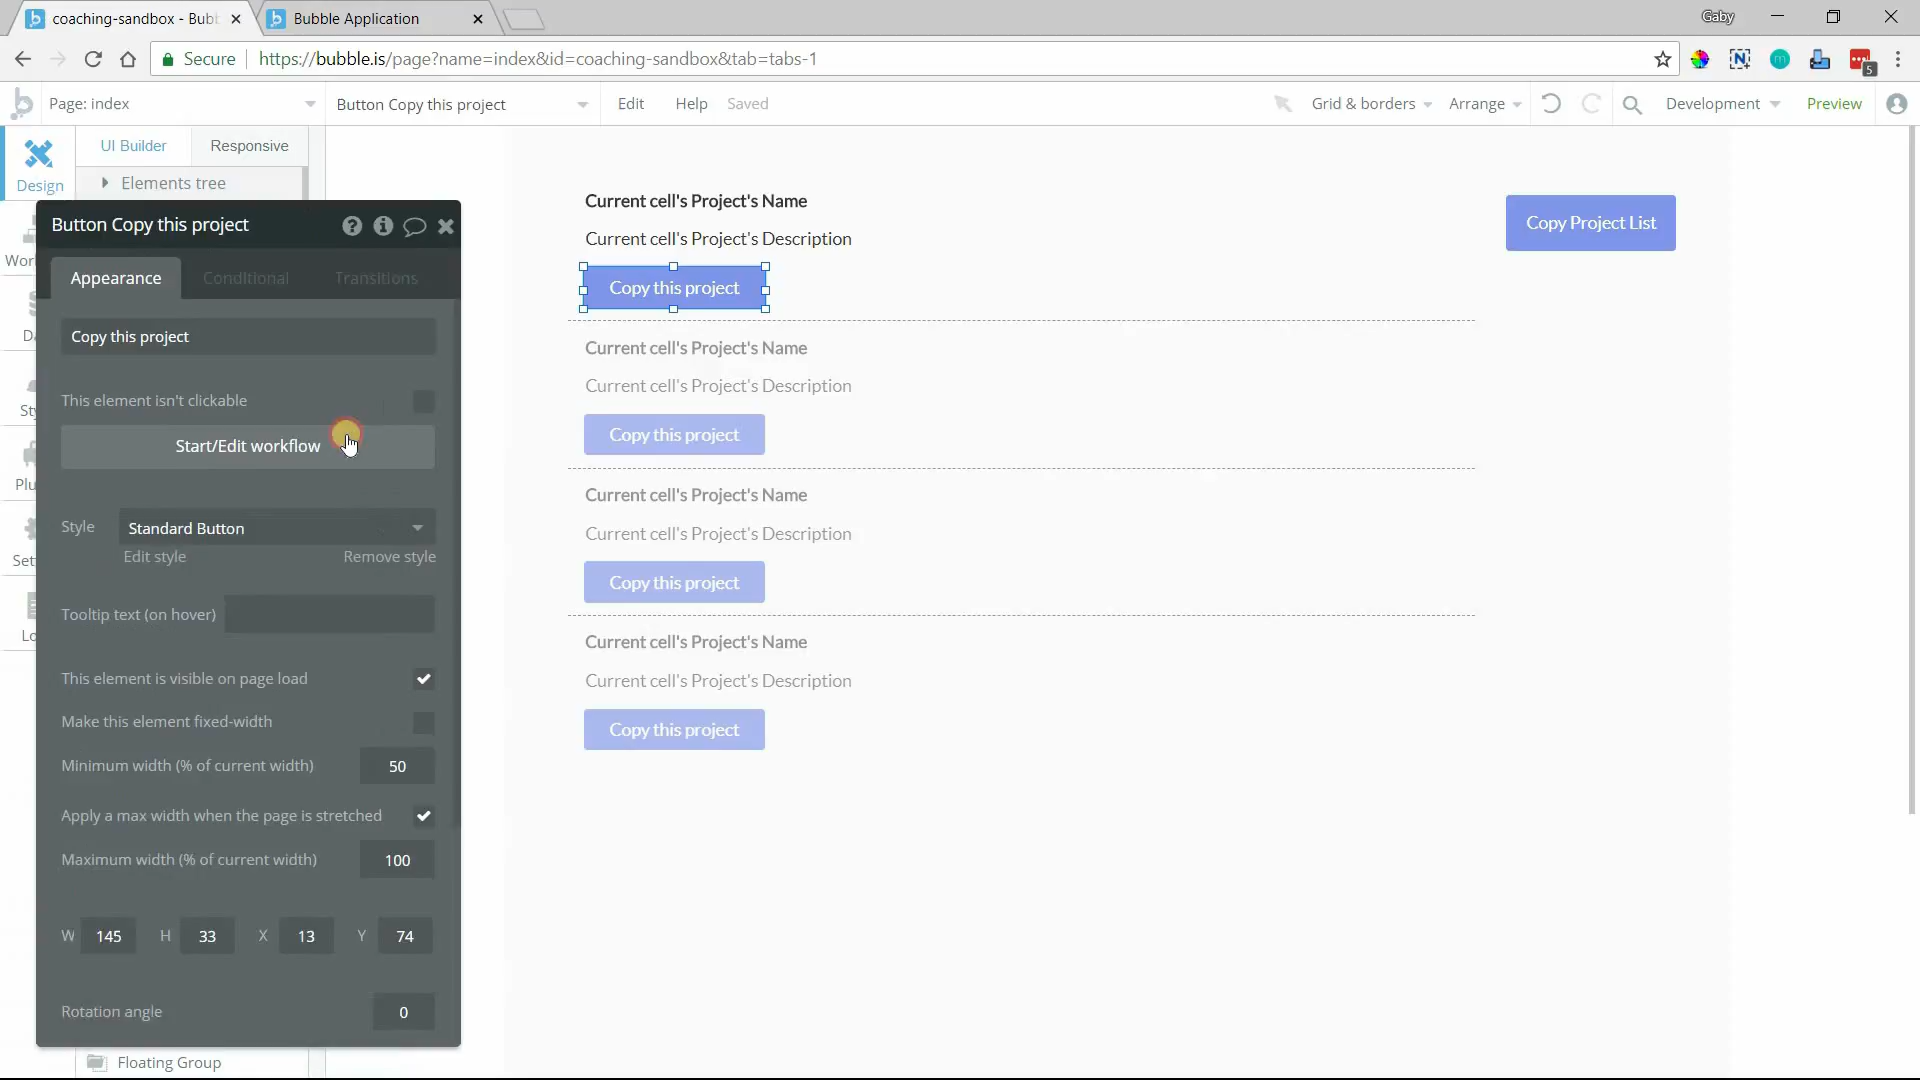 coaching-sandbox - Bubb
Bubble Application
Gaby
Secure
https://bubble.is/page?name=index&id=coaching-sandbox&tab=tabs-1
5
Page: index
Button Copy this project
Edit
Help
Saved
Grid & borders
Arrange
Development
Preview
UI Builder
Responsive
Design
Elements tree
Button Copy this project
Appearance
Conditional
Transitions
Copy this project
This element isn't clickable
Start/Edit workflow
Style
Standard Button
Edit style
Remove style
Tooltip text (on hover)
This element is visible on page load
Make this element fixed-width
Minimum width (% of current width)
50
Apply a max width when the page is stretched
Maximum width (% of current width)
100
W 145 H 33 X 13 Y 74
Rotation angle
0
Floating Group
Current cell's Project's Name
Current cell's Project's Description
Copy this project
Current cell's Project's Name
Current cell's Project's Description
Copy this project
Current cell's Project's Name
Current cell's Project's Description
Copy this project
Current cell's Project's Name
Current cell's Project's Description
Copy this project
Copy Project List